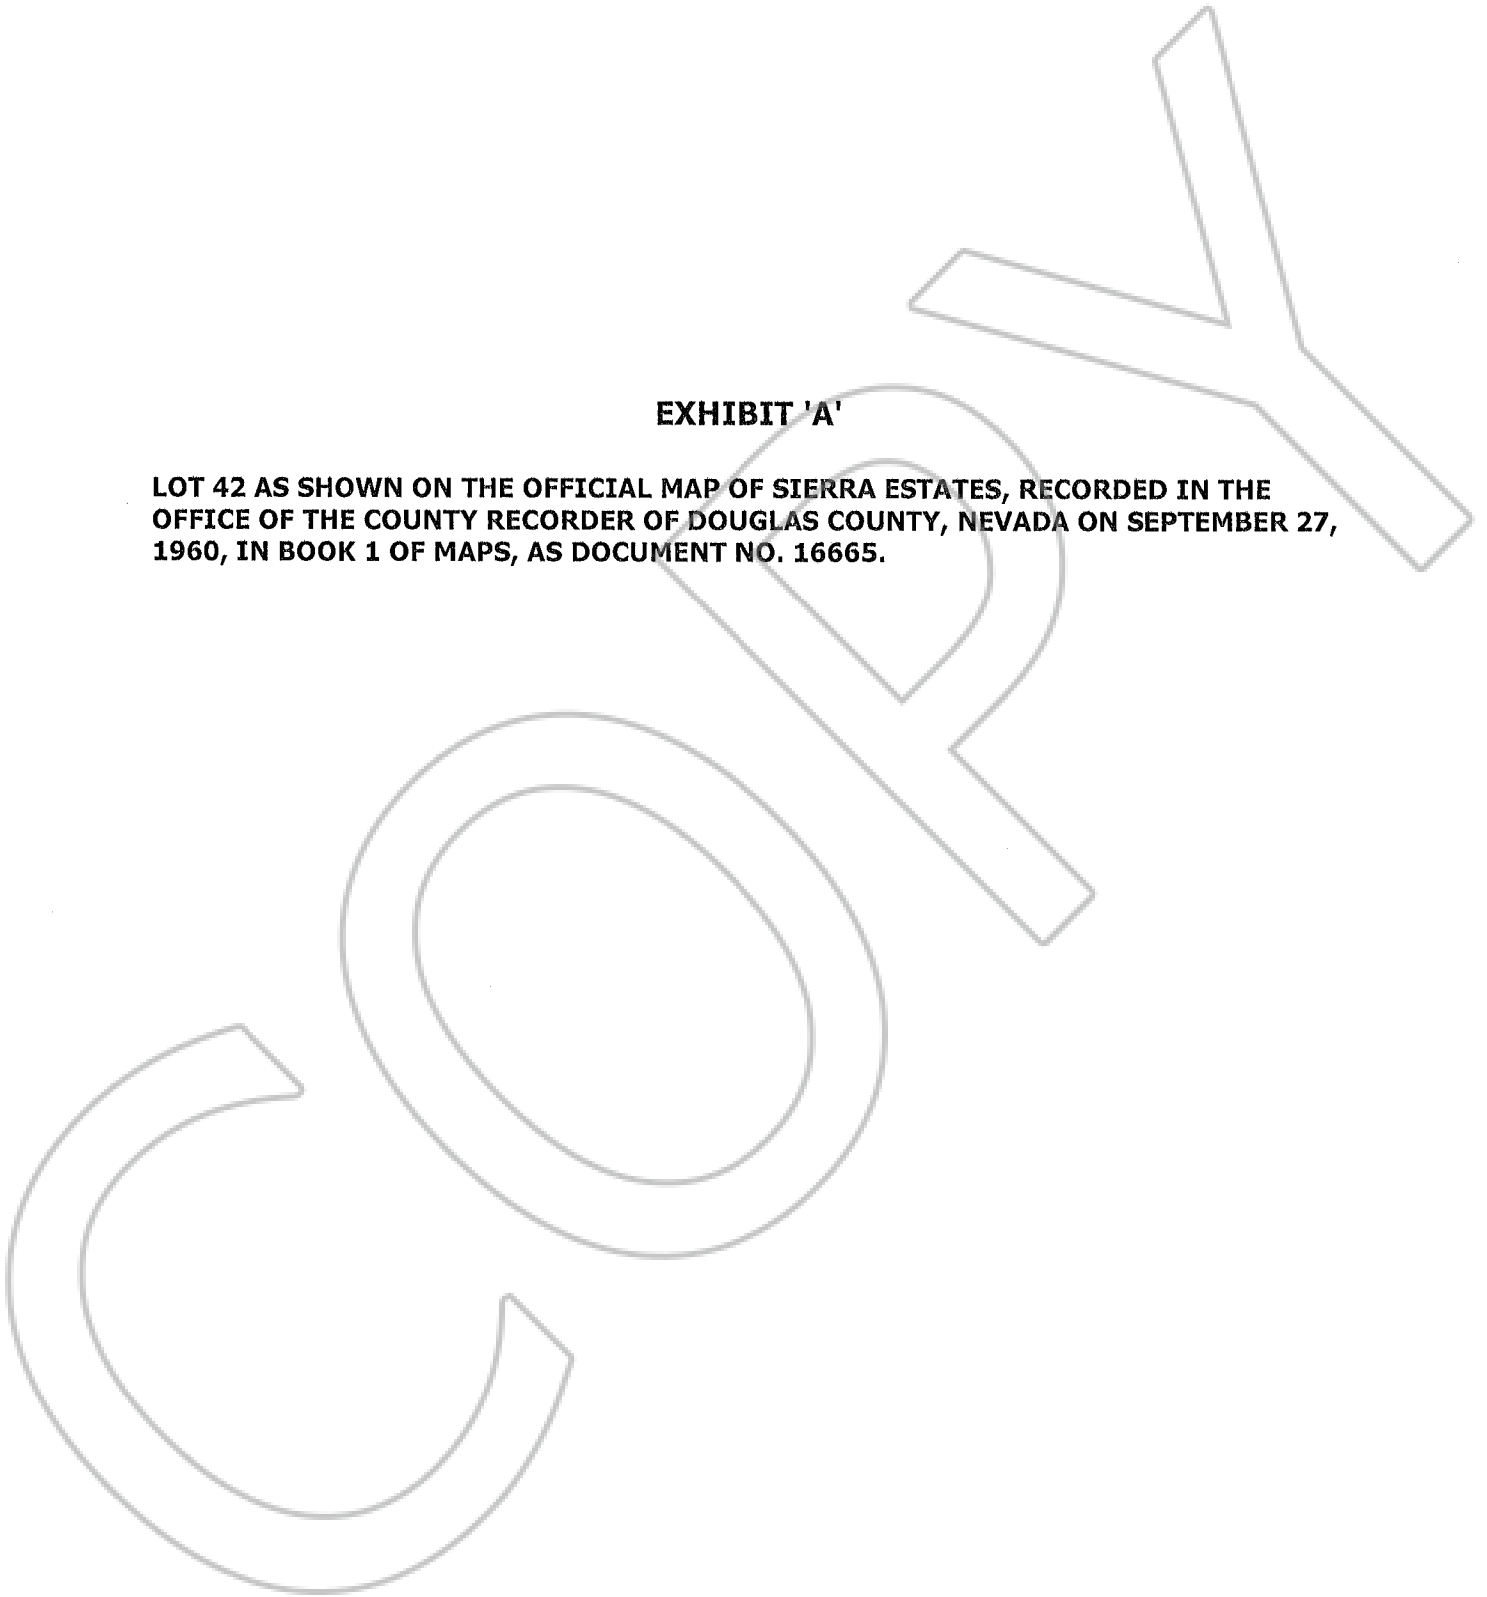 EXHIBIT 'A'
LOT 42 AS SHOWN ON THE OFFICIAL MAP OF SIERRA ESTATES, RECORDED IN THE
OFFICE OF THE COUNTY RECORDER OF DOUGLAS COUNTY, NEVADA ON SEPTEMBER 27,
1960, IN BOOK 1 OF MAPS, AS DOCUMENT NO. 16665.
COPY